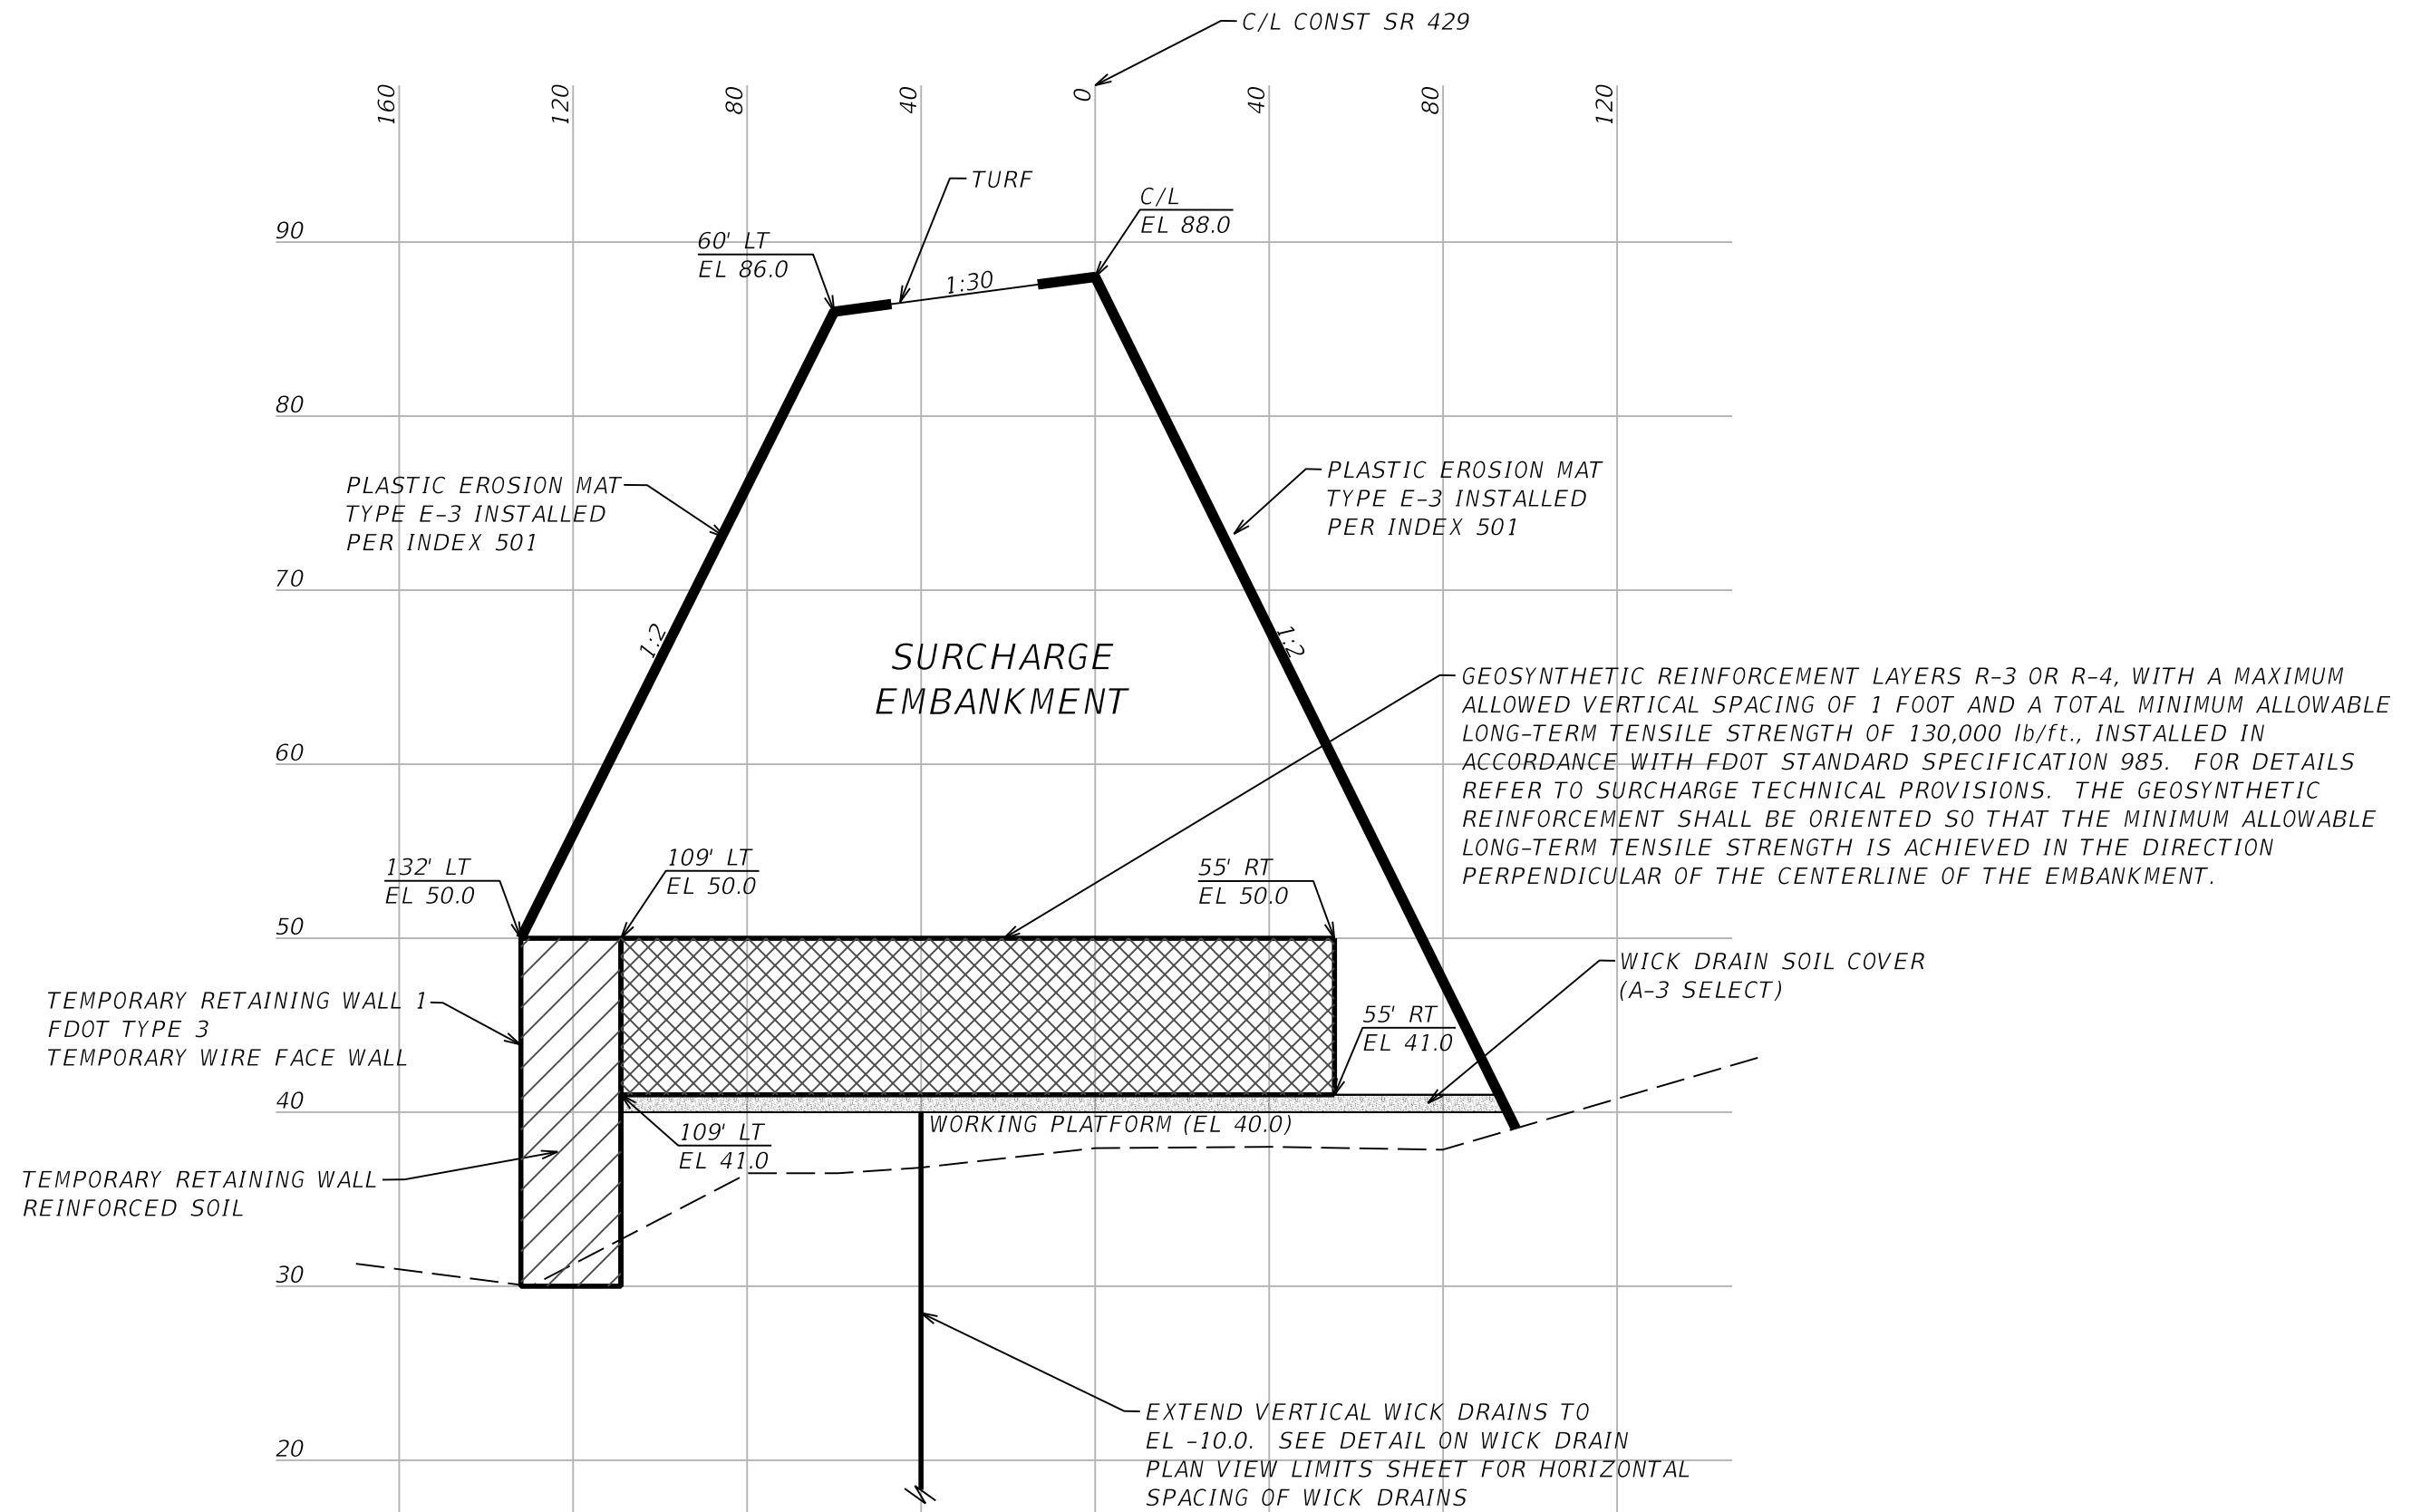 C/L CONST SR 429
160
120
80
40
0
40
80
120
TURF
C/L
EL 88.0
90
60' LT
EL 86.0
1:30
80
PLASTIC EROSION MAT
TYPE E-3 INSTALLED
PER INDEX 501
PLASTIC EROSION MAT
TYPE E-3 INSTALLED
PER INDEX 501
70
1:2
1:2
SURCHARGE
EMBANKMENT
GEOSYNTHETIC REINFORCEMENT LAYERS R-3 OR R-4, WITH A MAXIMUM
ALLOWED VERTICAL SPACING OF 1 FOOT AND A TOTAL MINIMUM ALLOWABLE
LONG-TERM TENSILE STRENGTH OF 130,000 lb/ft., INSTALLED IN
ACCORDANCE WITH FDOT STANDARD SPECIFICATION 985. FOR DETAILS
REFER TO SURCHARGE TECHNICAL PROVISIONS. THE GEOSYNTHETIC
REINFORCEMENT SHALL BE ORIENTED SO THAT THE MINIMUM ALLOWABLE
LONG-TERM TENSILE STRENGTH IS ACHIEVED IN THE DIRECTION
PERPENDICULAR OF THE CENTERLINE OF THE EMBANKMENT.
60
132' LT
EL 50.0
109' LT
EL 50.0
55' RT
EL 50.0
50
WICK DRAIN SOIL COVER
(A-3 SELECT)
TEMPORARY RETAINING WALL 1
FDOT TYPE 3
TEMPORARY WIRE FACE WALL
55' RT
EL 41.0
40
WORKING PLATFORM (EL 40.0)
109' LT
EL 41.0
TEMPORARY RETAINING WALL
REINFORCED SOIL
30
EXTEND VERTICAL WICK DRAINS TO
EL -10.0. SEE DETAIL ON WICK DRAIN
PLAN VIEW LIMITS SHEET FOR HORIZONTAL
SPACING OF WICK DRAINS
20